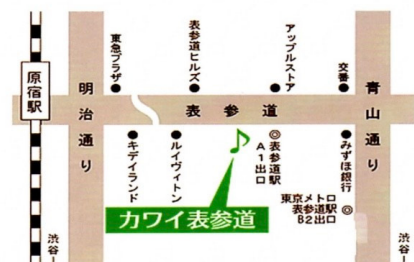 東急プラザ
表参道ヒルズ
アップルストア
交番
原宿駅
明治通り
表参道
青山通り
キデイランド
ルイヴィトン
表参道駅
A1出口
みずほ銀行
東京メトロ
表参道駅
B2出口
カワイ表参道
渋谷
渋谷